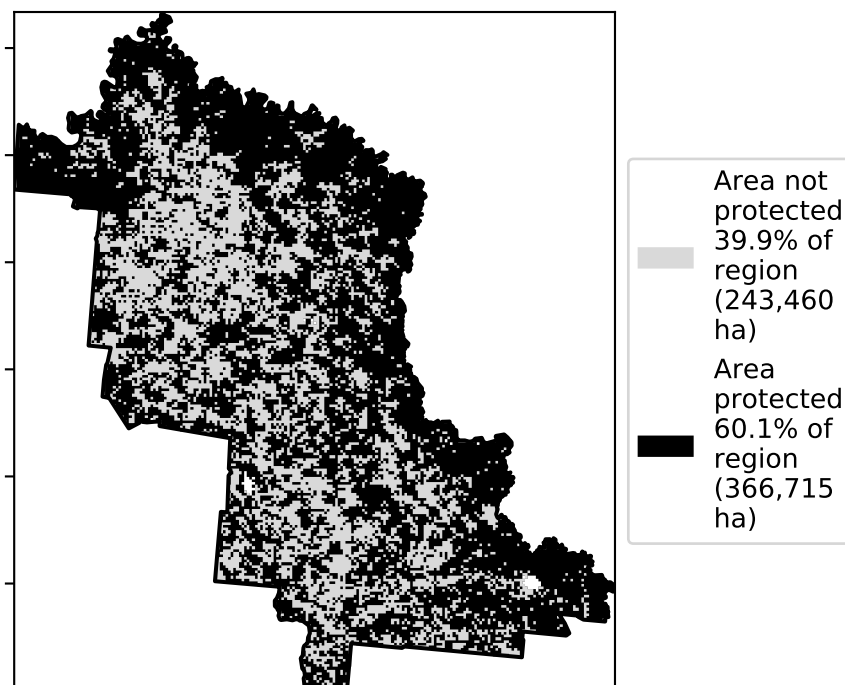 Area not
protected
39.9% of
region
(243,460
ha)
Area
protected
60.1% of
region
(366,715
ha)